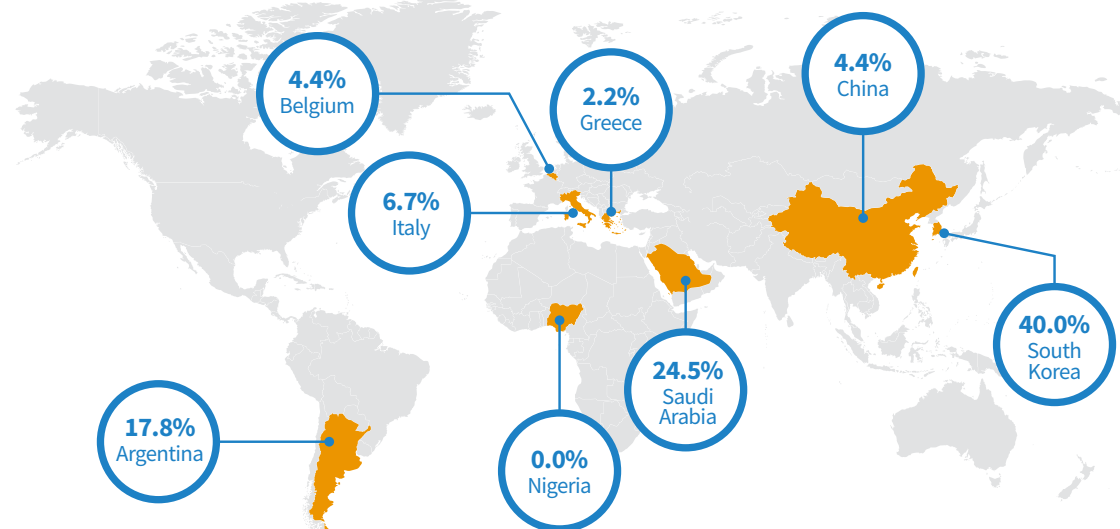 4.4%
Belgium
2.2%
Greece
4.4%
China
6.7%
Italy
40.0%
South
Korea
24.5%
Saudi
Arabia
17.8%
Argentina
0.0%
Nigeria